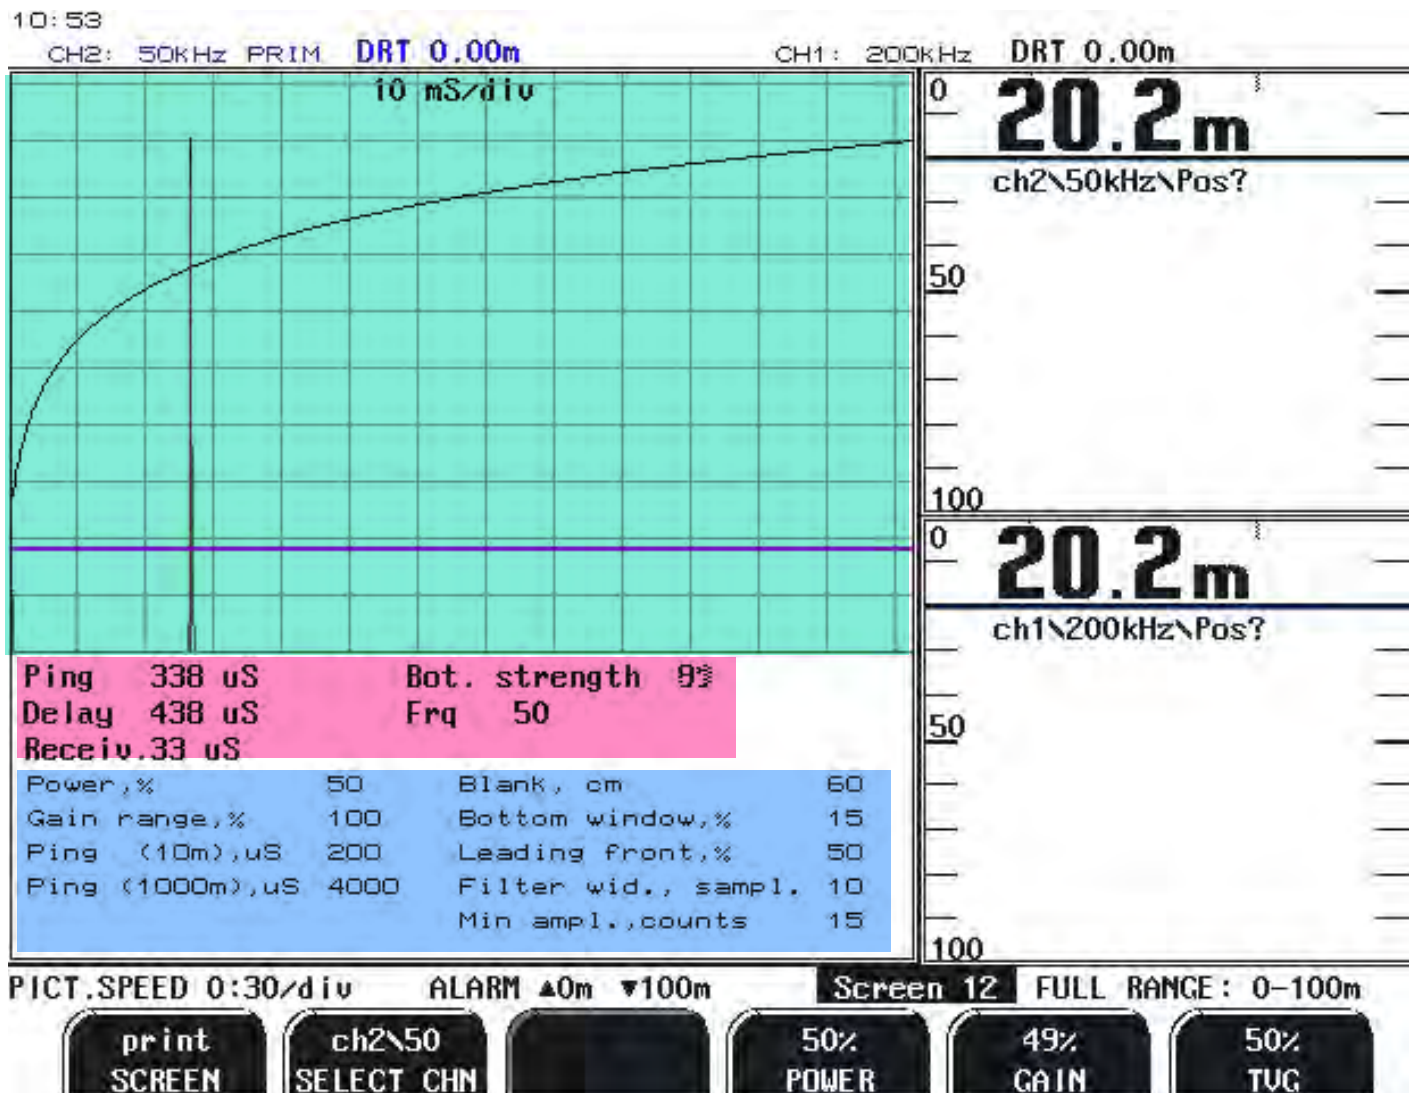 10:53
CH2: 50kHz PRIM DRT 0.00m CH1: 200kHz DRT 0.00m
10 mS/div
0 20.2m
ch2\50kHz\Pos?
50
100
0 20.2m
ch1\200kHz\Pos?
50
100
Ping 338 uS Bot. strength
Delay 438 uS Frq 50
Receiv.33 uS
Power,% 50 Blank, cm 60
Gain range,% 100 Bottom window,% 15
Ping (10m),uS 200 Leading front,% 50
Ping (1000m),uS 4000 Filter wid., sampl. 10
Min ampl.,counts 15
PICT.SPEED 0:30/div ALARM ▲0m ▼100m Screen 12 FULL RANGE: 0-100m
print ch2\50 50% 49% 50%
SCREEN SELECT CHN POWER GAIN TVG